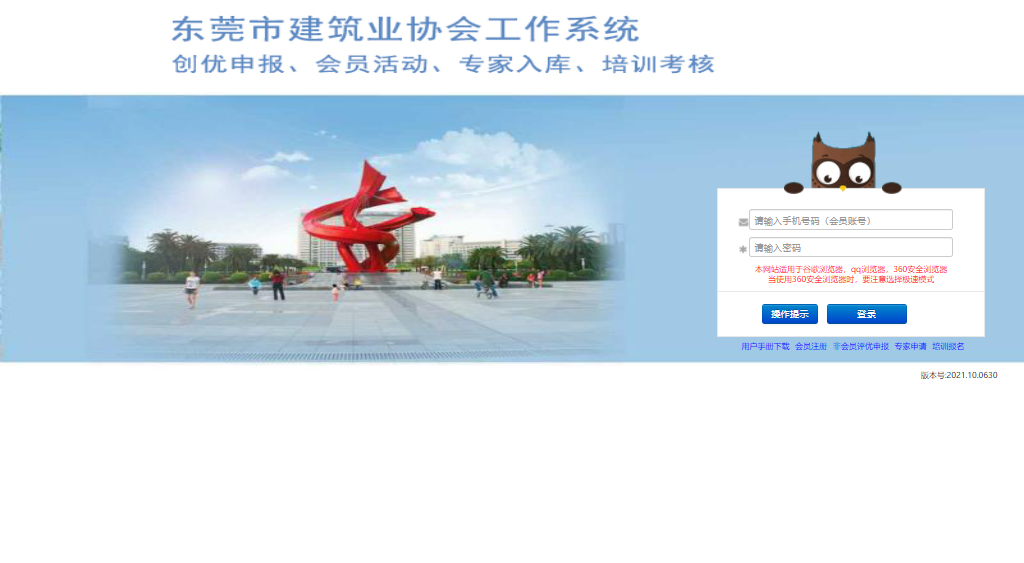 东莞市建筑业协会工作系统
创优申报、会员活动、专家入库、培训考核
请输入手机号码（会员账号）
请输入密码
本网站适用于谷歌浏览器，qq浏览器，360安全浏览器
当使用360安全浏览器时，要注意选择极速模式
操作提示 登录
用户手册下载 会员注册 非会员评优申报 专家申请 培训报名
版本号:2021.10.0630